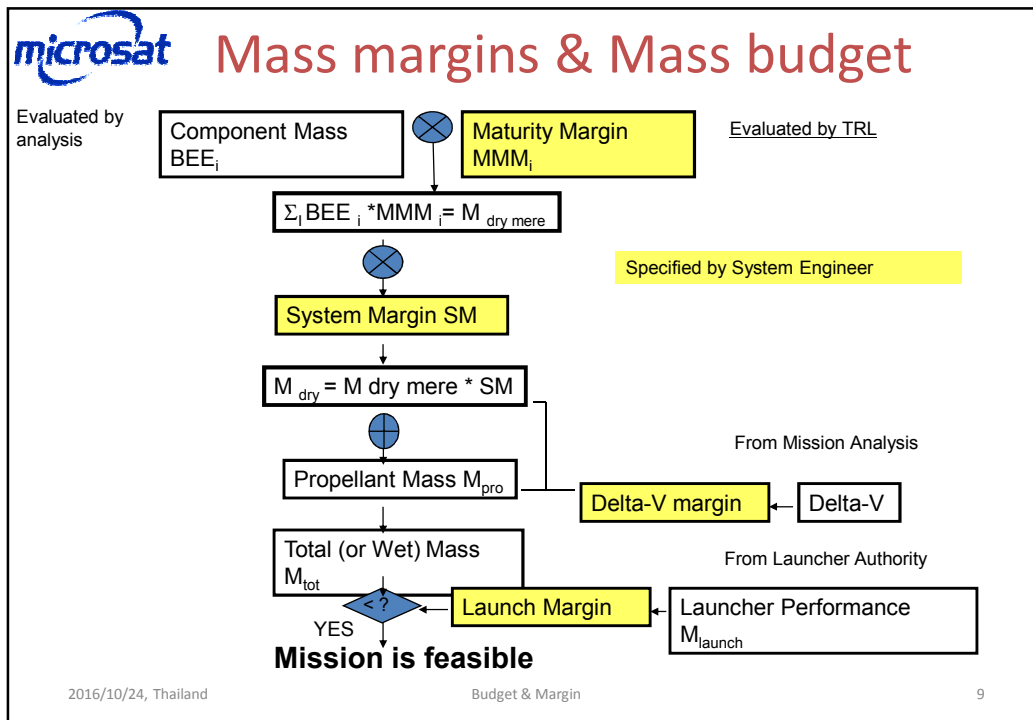 microsat
Mass margins & Mass budget
Evaluated by
analysis
Component Mass
BEEi
Maturity Margin
MMMi
Evaluated by TRL
ΣI BEE i *MMM i= M dry mere
Specified by System Engineer
System Margin SM
M dry = M dry mere * SM
From Mission Analysis
Propellant Mass Mpro
Delta-V margin
Delta-V
Total (or Wet) Mass
Mtot
From Launcher Authority
< ?
Launch Margin
Launcher Performance
Mlaunch
YES
Mission is feasible
2016/10/24, Thailand
Budget & Margin
9